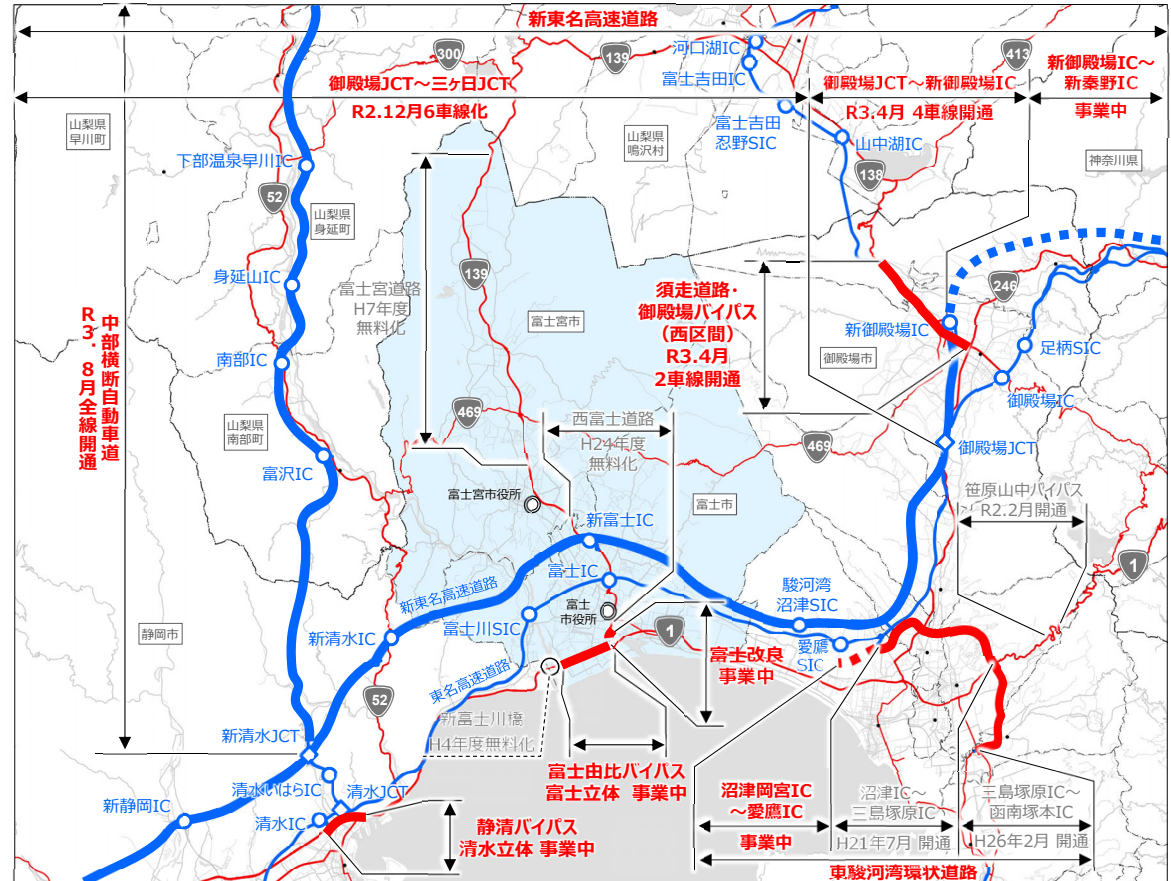 新東名高速道路
300
139
河口湖IC
富士吉田IC
413
新御殿場IC～
新秦野IC
事業中
御殿場JCT～三ヶ日JCT
R2.12月6車線化
御殿場JCT～新御殿場IC
R3.4月 4車線開通
山梨県
早川町
富士吉田
忍野SIC
山梨県
鳴沢村
山中湖IC
神奈川県
下部温泉早川IC
138
52
山梨県
身延町
身延山IC
139
富士宮道路
H7年度
無料化
富士宮市
須走道路・
御殿場バイパス
（西区間）
R3.4月
2車線開通
246
新御殿場IC
足柄SIC
御殿場市
御殿場IC
中部横断自動車道
R3．8月全線開通
南部IC
山梨県
南部町
469
西富士道路
H24年度
無料化
469
御殿場JCT
富沢IC
富士宮市役所
富士市
笹原山中バイパス
R2.2月開通
新富士IC
1
新東名高速道路
富士IC
駿河湾
沼津SIC
静岡市
新清水IC
富士川SIC
富士
市役所
1
愛鷹
SIC
東名高速道路
富士改良
事業中
52
新富士川橋
H4年度無料化
新清水JCT
富士由比バイパス
富士立体 事業中
清水いはらIC
清水JCT
新静岡IC
清水IC
静清バイパス
清水立体 事業中
沼津岡宮IC
～愛鷹IC
事業中
沼津IC～
三島塚原IC
H21年7月 開通
三島塚原IC～
函南塚本IC
H26年2月 開通
東駿河湾環状道路